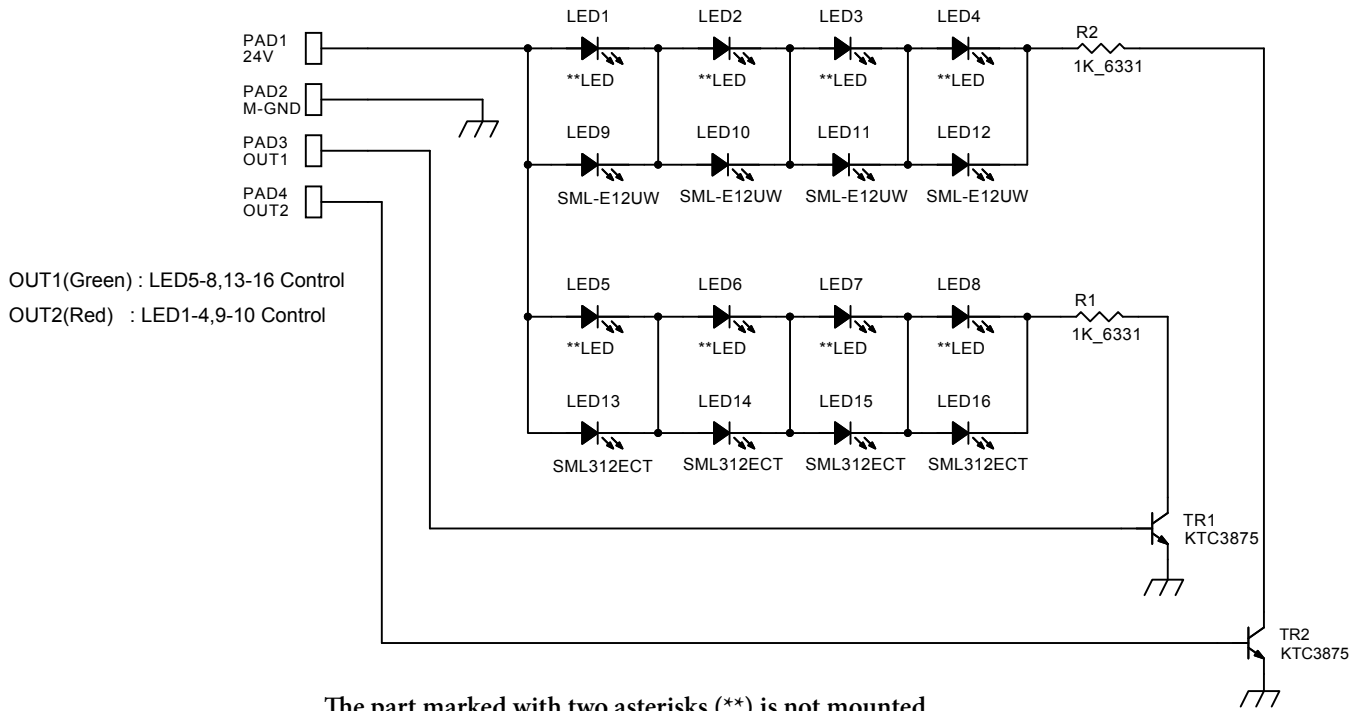 LED1 LED2 LED3 LED4
R2
PAD1
24V
**LED **LED **LED **LED
1K_6331
PAD2
M-GND
PAD3
OUT1
LED9 LED10 LED11 LED12
PAD4
OUT2
SML-E12UW SML-E12UW SML-E12UW SML-E12UW
OUT1(Green) : LED5-8,13-16 Control
OUT2(Red) : LED1-4,9-10 Control
LED5 LED6 LED7 LED8
R1
**LED **LED **LED **LED
1K_6331
LED13 LED14 LED15 LED16
SML312ECT SML312ECT SML312ECT SML312ECT
TR1
KTC3875
TR2
KTC3875
The part marked with two asterisks (**) is not mounted